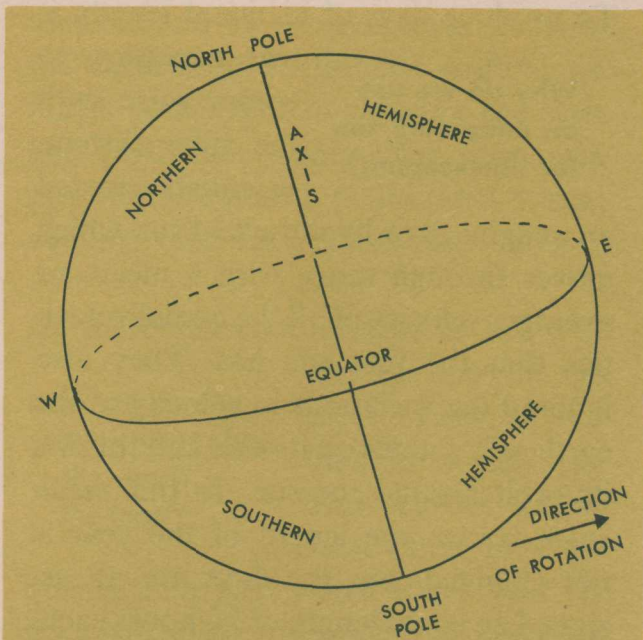 NORTH POLE
HEMISPHERE
AXIS
NORTHERN
E
EQUATOR
W
HEMISPHERE
SOUTHERN
DIRECTION
OF ROTATION
SOUTH
POLE